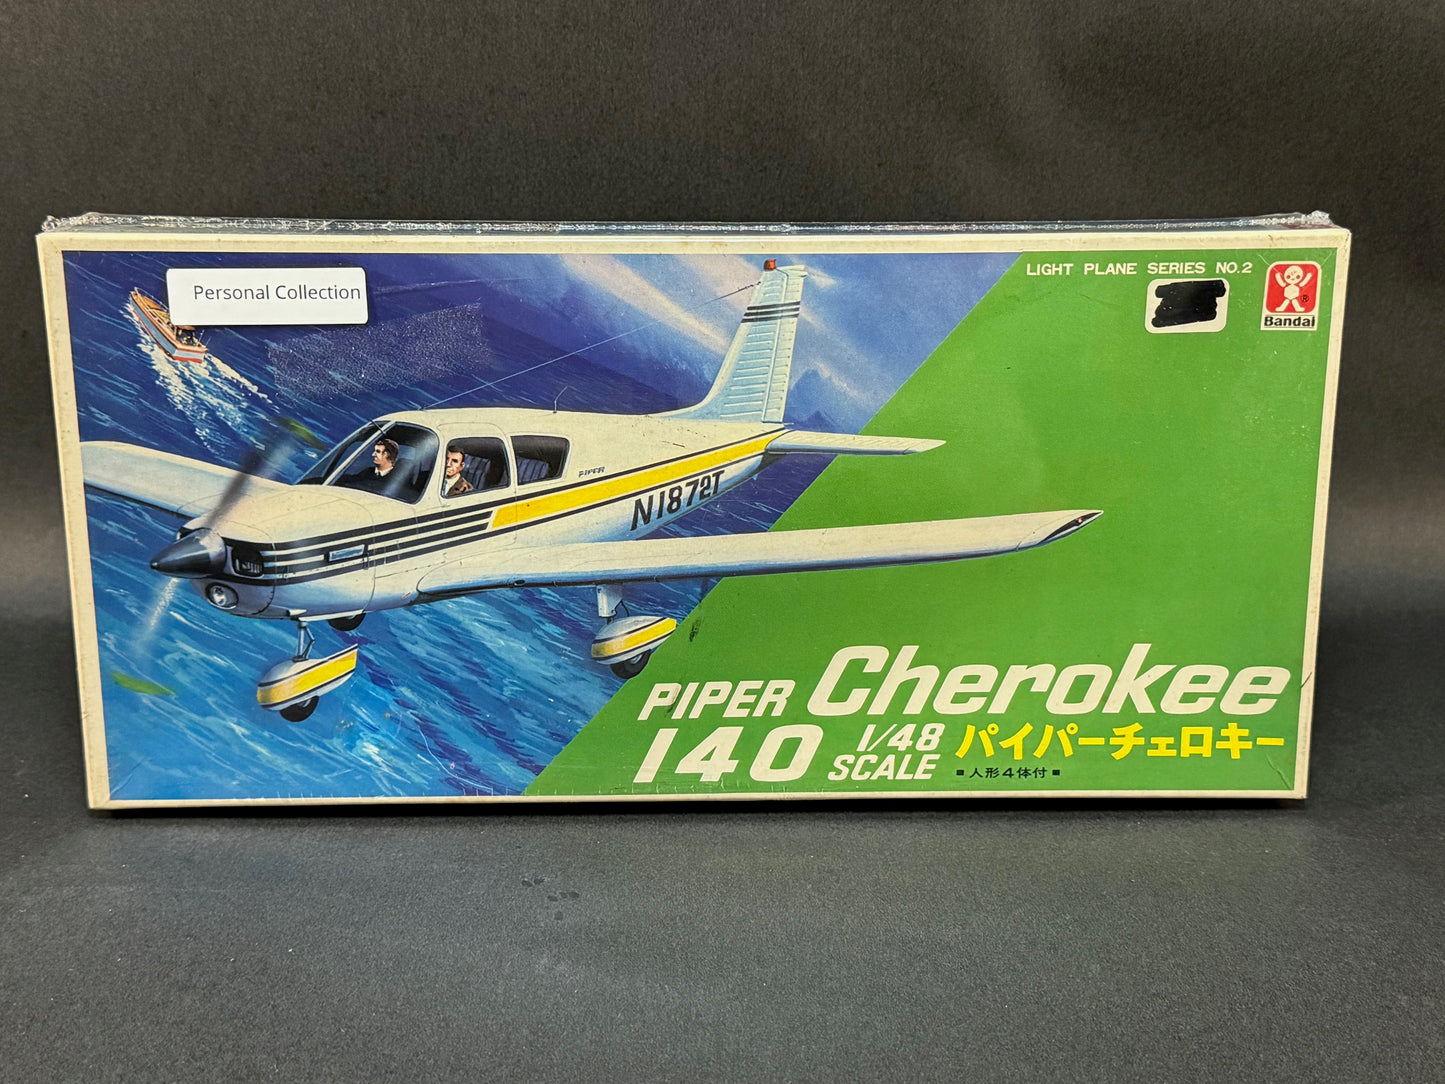 Personal Collection
LIGHT PLANE SERIES NO.2
®
Bandai
PIPER
N1872T
PIPER Cherokee
140 1/48 SCALE
パイパーチェロキー
■人形4体付■